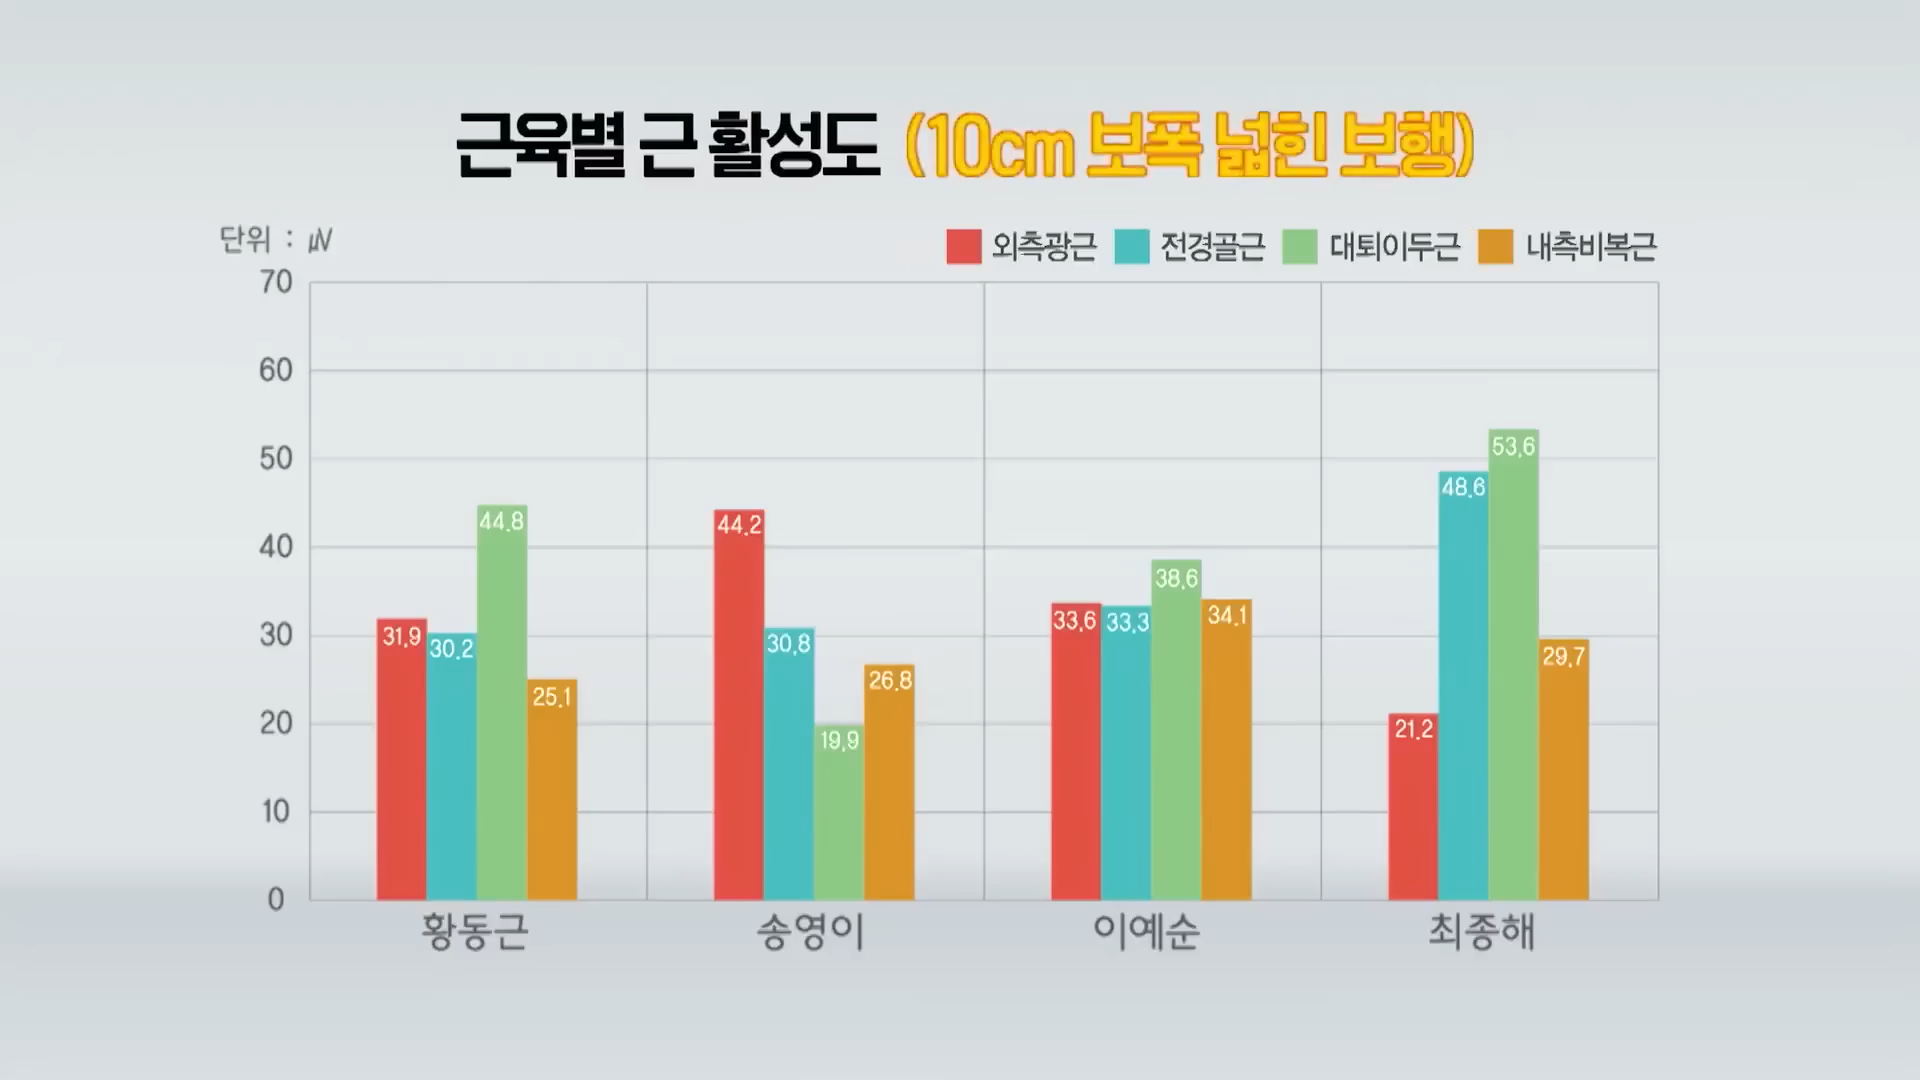 근육별 근 활성도 (10cm 보폭 넓힌 보행)
단위 : ㎶
외측광근 전경골근 대퇴이두근 내측비복근
70
60
50
40
30
20
10
0
31.9 30.2 44.8 25.1
44.2 30.8 19.9 26.8
33.6 33.3 38.6 34.1
21.2 48.6 53.6 29.7
황동근 송영이 이예순 최종해